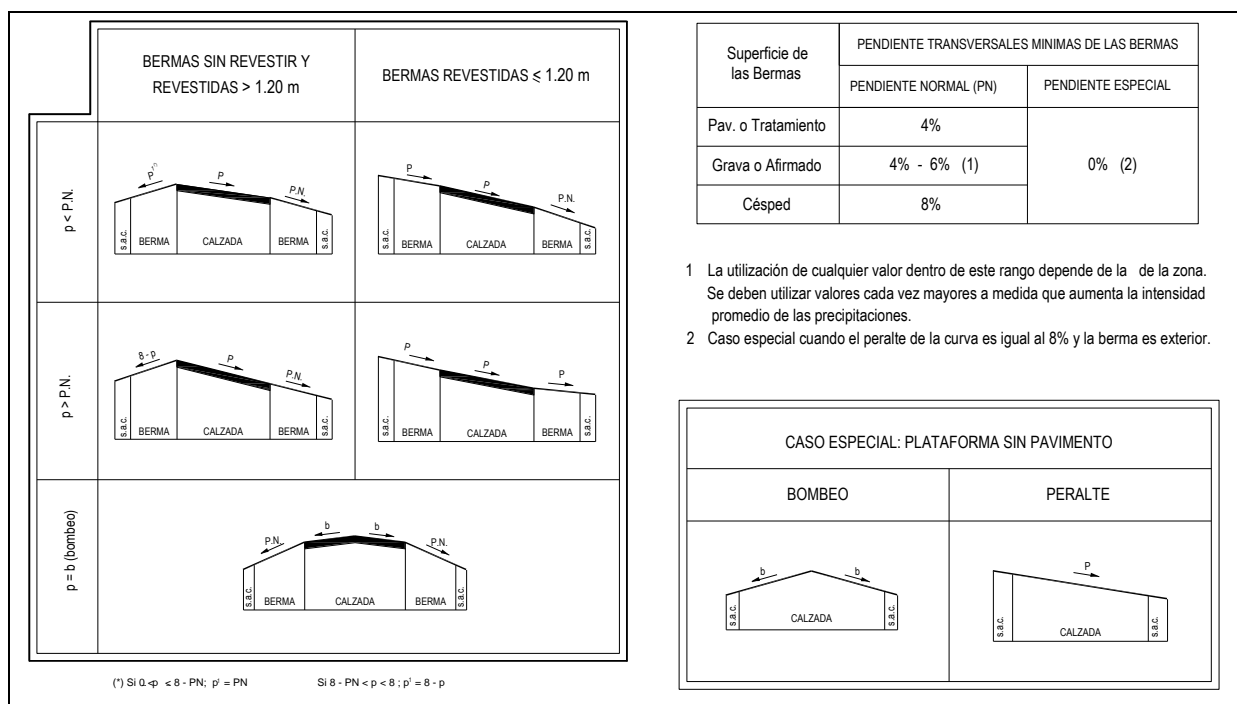 BERMAS SIN REVESTIR Y
REVESTIDAS > 1.20 m
BERMAS REVESTIDAS ≤ 1.20 m
p < P.N.
P(*)
P
P.N.
s.a.c.
BERMA
CALZADA
BERMA
s.a.c.
P
P
P.N.
s.a.c.
BERMA
CALZADA
BERMA
s.a.c.
p > P.N.
8 - p
P
P.N.
s.a.c.
BERMA
CALZADA
BERMA
s.a.c.
P
P
P
s.a.c.
BERMA
CALZADA
BERMA
s.a.c.
p = b (bombeo)
P.N.
b
b
P.N.
s.a.c.
BERMA
CALZADA
BERMA
s.a.c.
(*) Si 0.<p ≤ 8 - PN; p' = PN
Si 8 - PN < p < 8 ; p' = 8 - p
Superficie de
las Bermas
PENDIENTE TRANSVERSALES MINIMAS DE LAS BERMAS
PENDIENTE NORMAL (PN)
PENDIENTE ESPECIAL
Pav. o Tratamiento
4%
Grava o Afirmado
4% - 6% (1)
0% (2)
Césped
8%
1 La utilización de cualquier valor dentro de este rango depende de la de la zona.
Se deben utilizar valores cada vez mayores a medida que aumenta la intensidad
promedio de las precipitaciones.
2 Caso especial cuando el peralte de la curva es igual al 8% y la berma es exterior.
CASO ESPECIAL: PLATAFORMA SIN PAVIMENTO
BOMBEO
PERALTE
b
b
s.a.c.
CALZADA
s.a.c.
P
s.a.c.
CALZADA
s.a.c.